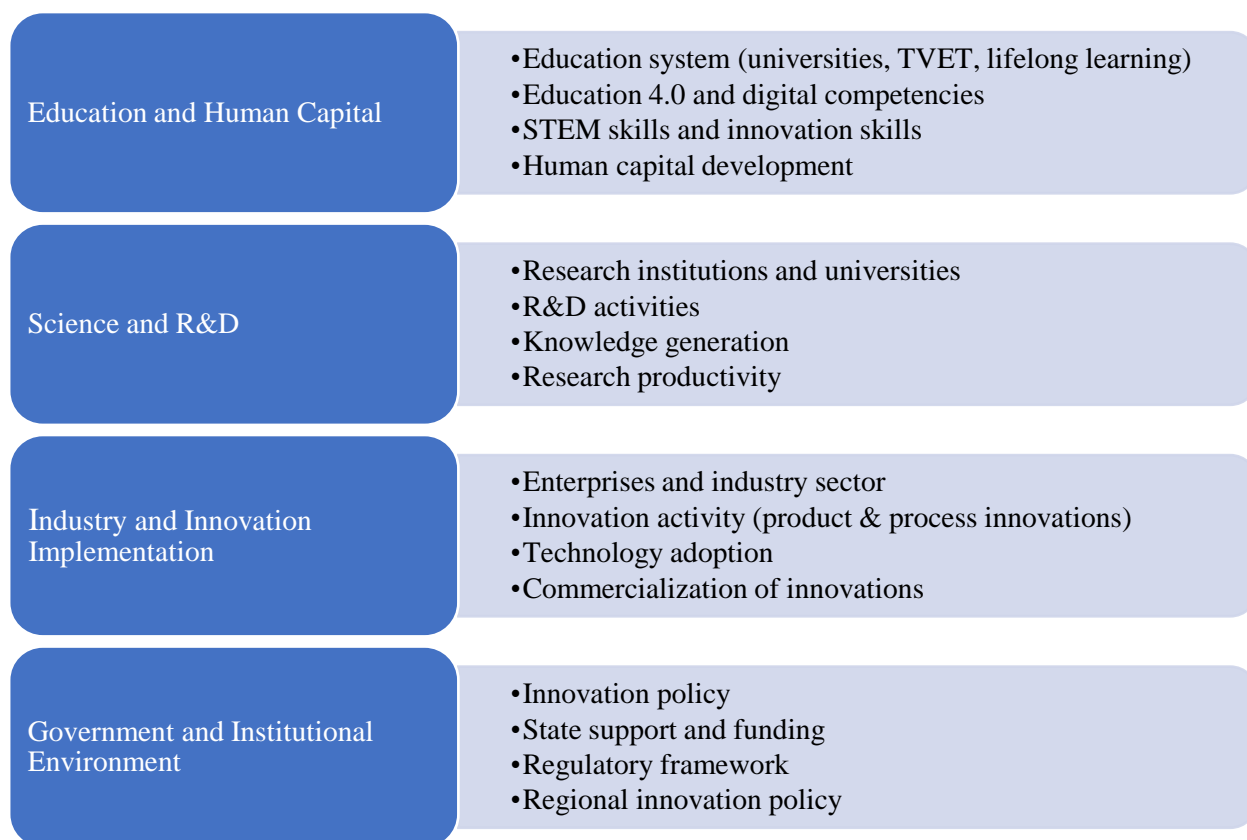 Education and Human Capital
•Education system (universities, TVET, lifelong learning)
•Education 4.0 and digital competencies
•STEM skills and innovation skills
•Human capital development
Science and R&D
•Research institutions and universities
•R&D activities
•Knowledge generation
•Research productivity
Industry and Innovation
Implementation
•Enterprises and industry sector
•Innovation activity (product & process innovations)
•Technology adoption
•Commercialization of innovations
Government and Institutional
Environment
•Innovation policy
•State support and funding
•Regulatory framework
•Regional innovation policy